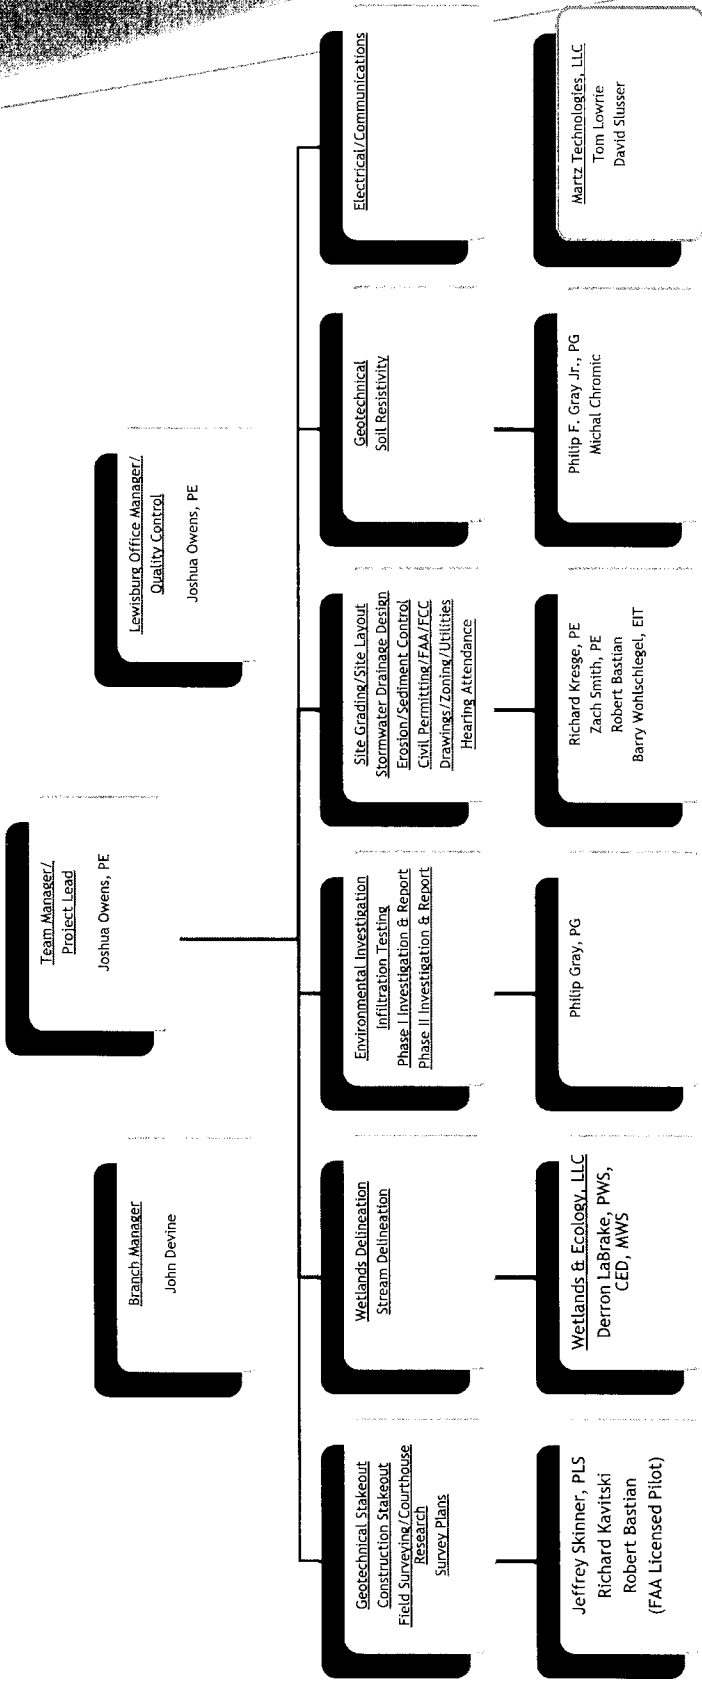 Team Manager/
Project Lead
Joshua Owens, PE
Branch Manager
John Devine
Lewisburg Office Manager/
Quality Control
Joshua Owens, PE
Geotechnical Stakeout
Construction Stakeout
Field Surveying/Courthouse
Research
Survey Plans
Wetlands Delineation
Stream Delineation
Environmental Investigation
Infiltration Testing
Phase I Investigation & Report
Phase II Investigation & Report
Site Grading/Site Layout
Stormwater Drainage Design
Erosion/Sediment Control
Civil Permitting/FAA/FCC
Drawings/Zoning/Utilities
Hearing Attendance
Geotechnical
Soil Resistivity
Electrical/Communications
Jeffrey Skinner, PLS
Richard Kavitski
Robert Bastian
(FAA Licensed Pilot)
Wetlands & Ecology, LLC
Derron LaBrake, PWS,
CED, MWS
Philip Gray, PG
Richard Kresge, PE
Zach Smith, PE
Robert Bastian
Barry Wohlschlegel, EIT
Philip F. Gray Jr., PG
Michal Chromic
Martz Technologies, LLC
Tom Lowrie
David Slusser